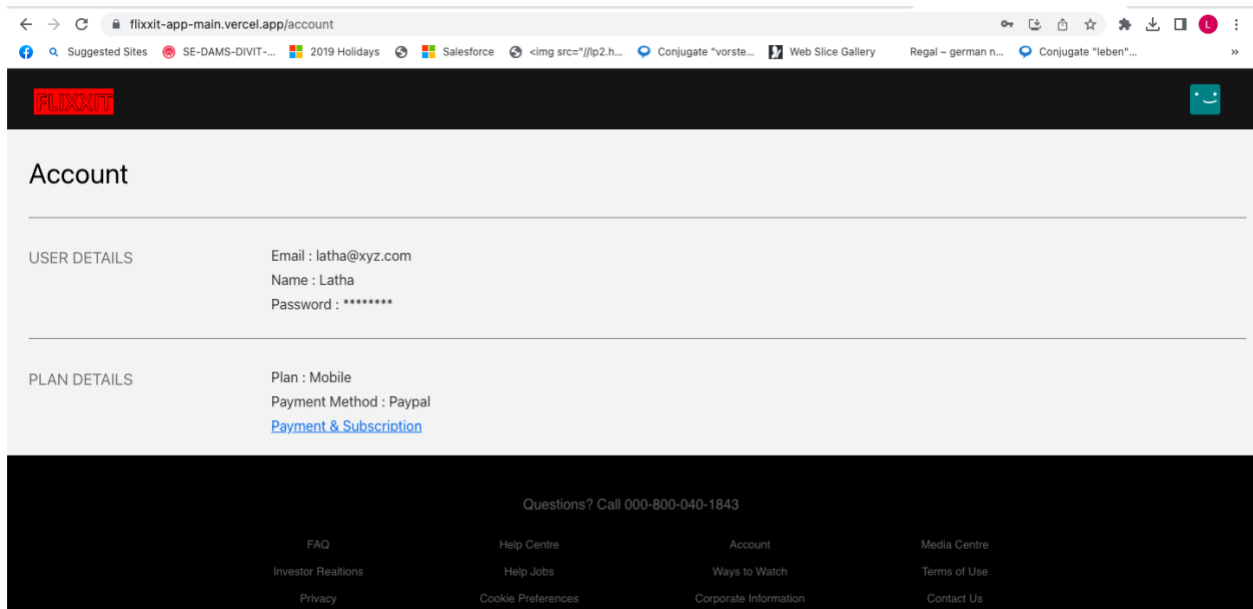 flixxit-app-main.vercel.app/account
Suggested Sites SE-DAMS-DIVIT-... 2019 Holidays Salesforce <img src="//lp2.h... Conjugate "vorste... Web Slice Gallery Regal – german n... Conjugate "leben"... »
L
FLIXXIT
Account
USER DETAILS
Email : latha@xyz.com
Name : Latha
Password : ********
PLAN DETAILS
Plan : Mobile
Payment Method : Paypal
Payment & Subscription
Questions? Call 000-800-040-1843
FAQ Help Centre Account Media Centre
Investor Realtions Help Jobs Ways to Watch Terms of Use
Privacy Cookie Preferences Corporate Information Contact Us